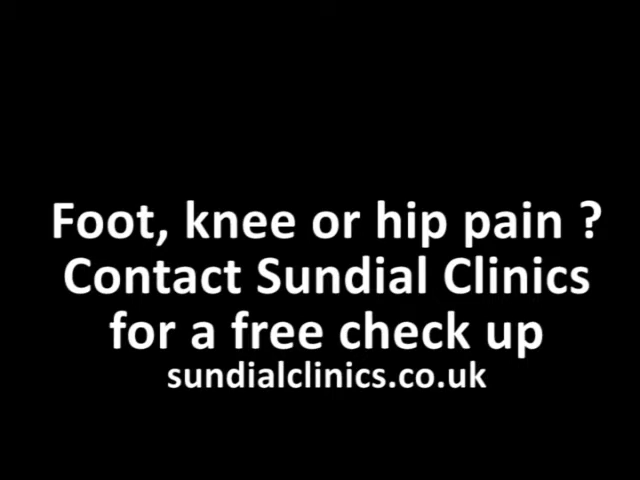 Foot, knee or hip pain ?
Contact Sundial Clinics
for a free check up
sundialclinics.co.uk